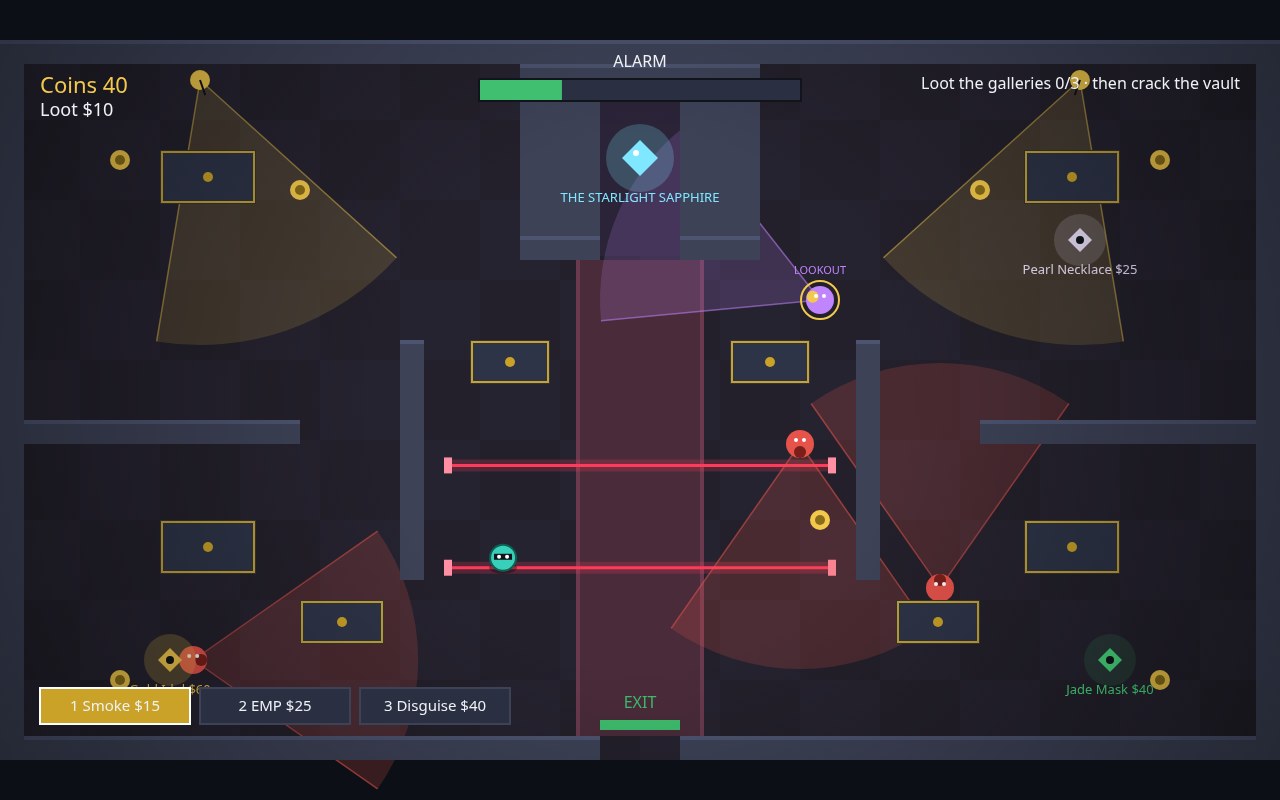 ALARM
Coins 40
Loot $10
Loot the galleries 0/3 · then crack the vault
THE STARLIGHT SAPPHIRE
LOOKOUT
Pearl Necklace $25
Jade Mask $40
1 Smoke $15
2 EMP $25
3 Disguise $40
EXIT